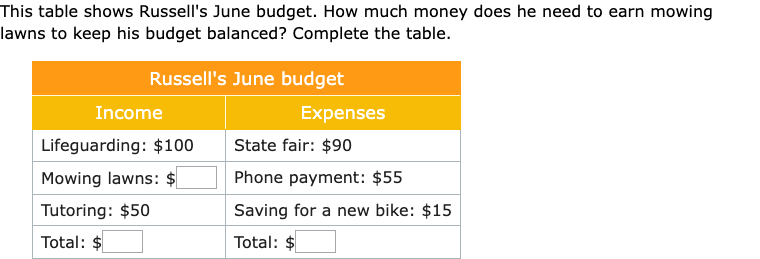 This table shows Russell's June budget. How much money does he need to earn mowing
lawns to keep his budget balanced? Complete the table.
Russell's June budget
Income Expenses
Lifeguarding: $100 State fair: $90
Mowing lawns: $ Phone payment: $55
Tutoring: $50 Saving for a new bike: $15
Total: $ Total: $